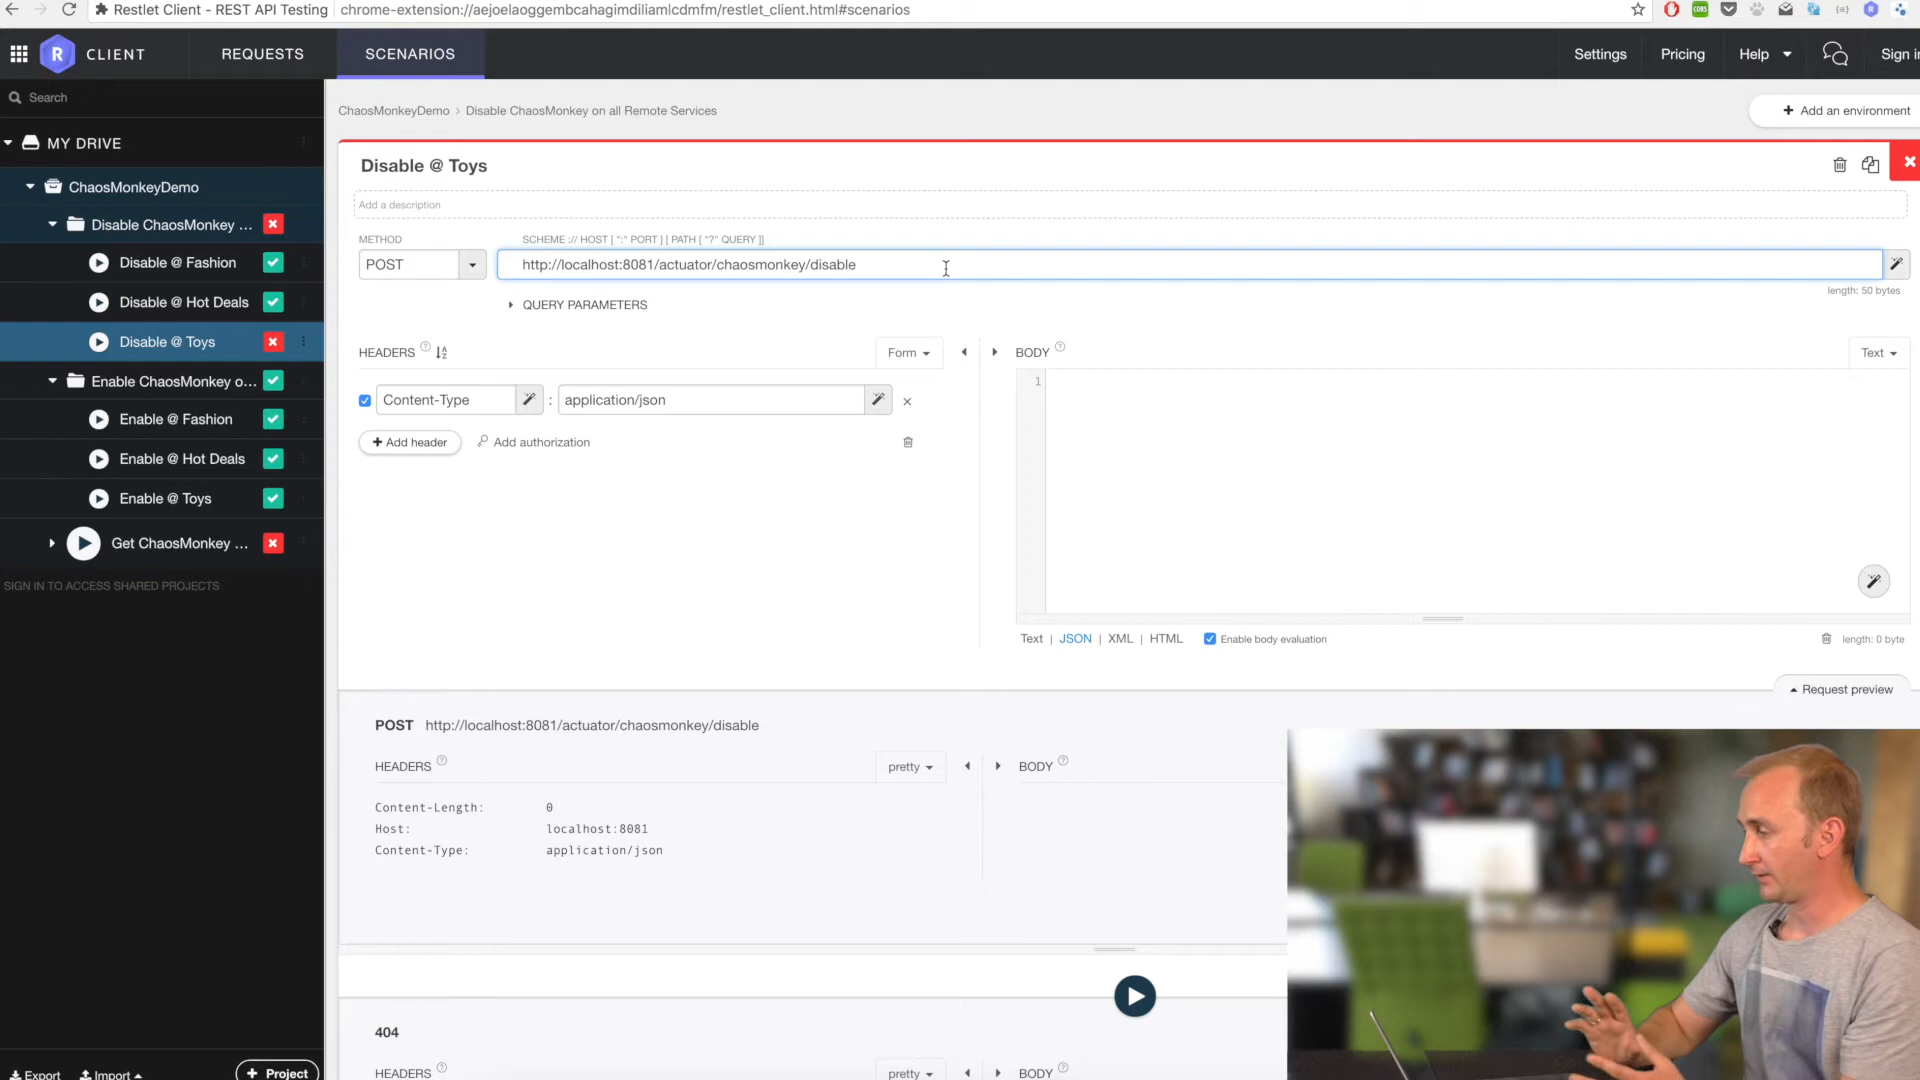 Restlet Client - REST API Testing
chrome-extension://aejoelaoggembcahagimdiliamlcdmfm/restlet_client.html#scenarios
R CLIENT
REQUESTS
SCENARIOS
Settings
Pricing
Help
Sign in
Search
MY DRIVE
ChaosMonkeyDemo
Disable ChaosMonkey ...
Disable @ Fashion
Disable @ Hot Deals
Disable @ Toys
Enable ChaosMonkey o...
Enable @ Fashion
Enable @ Hot Deals
Enable @ Toys
Get ChaosMonkey ...
SIGN IN TO ACCESS SHARED PROJECTS
Export
Import
+ Project
ChaosMonkeyDemo › Disable ChaosMonkey on all Remote Services
+ Add an environment
Disable @ Toys
Add a description
METHOD
SCHEME :// HOST [ ":" PORT ] [ PATH [ "?" QUERY ]]
POST
http://localhost:8081/actuator/chaosmonkey/disable
length: 50 bytes
QUERY PARAMETERS
HEADERS
Form
BODY
Text
Content-Type : application/json
1
+ Add header
Add authorization
Text | JSON | XML | HTML
Enable body evaluation
length: 0 byte
Request preview
POST http://localhost:8081/actuator/chaosmonkey/disable
HEADERS
pretty
BODY
Content-Length: 0
Host: localhost:8081
Content-Type: application/json
404
HEADERS
pretty
BODY